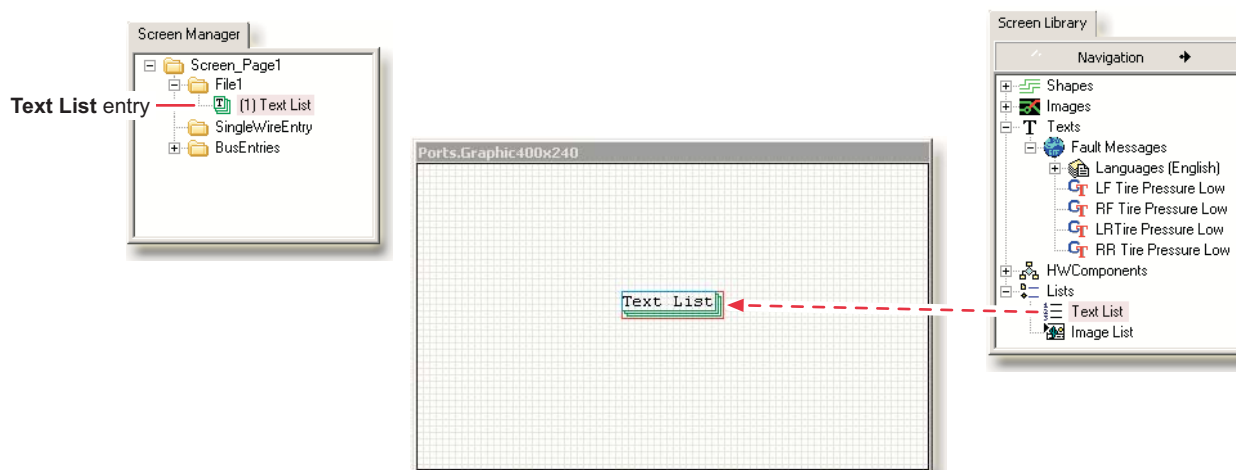 Screen Manager
Screen_Page1
File1
(1) Text List
SingleWireEntry
BusEntries
Text List entry
Ports.Graphic400x240
Text List
Screen Library
Navigation
Shapes
Images
T Texts
Fault Messages
Languages (English)
LF Tire Pressure Low
RF Tire Pressure Low
LRTire Pressure Low
RR Tire Pressure Low
HWComponents
Lists
Text List
Image List